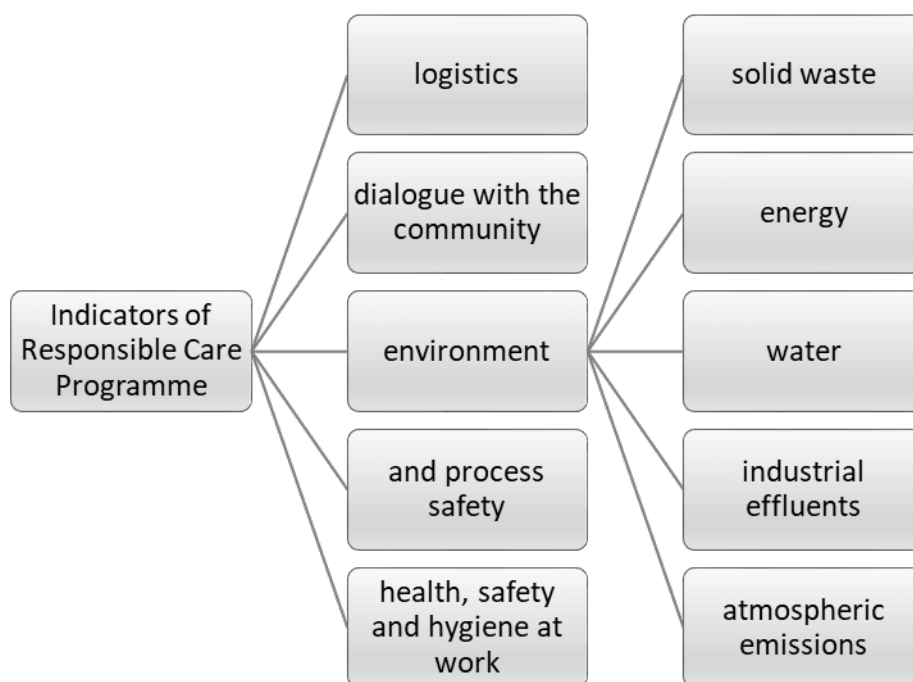 Indicators of
Responsible Care
Programme
logistics
dialogue with the
community
environment
and process
safety
health, safety
and hygiene at
work
solid waste
energy
water
industrial
effluents
atmospheric
emissions